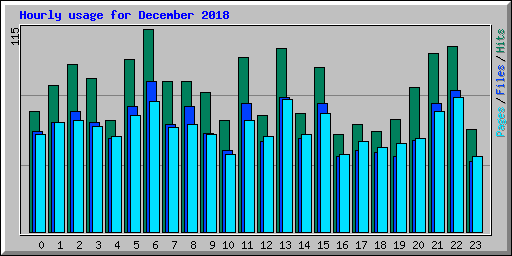 Hourly usage for December 2018
115
Pages/Files/Hits
0 1 2 3 4 5 6 7 8 9 10 11 12 13 14 15 16 17 18 19 20 21 22 23